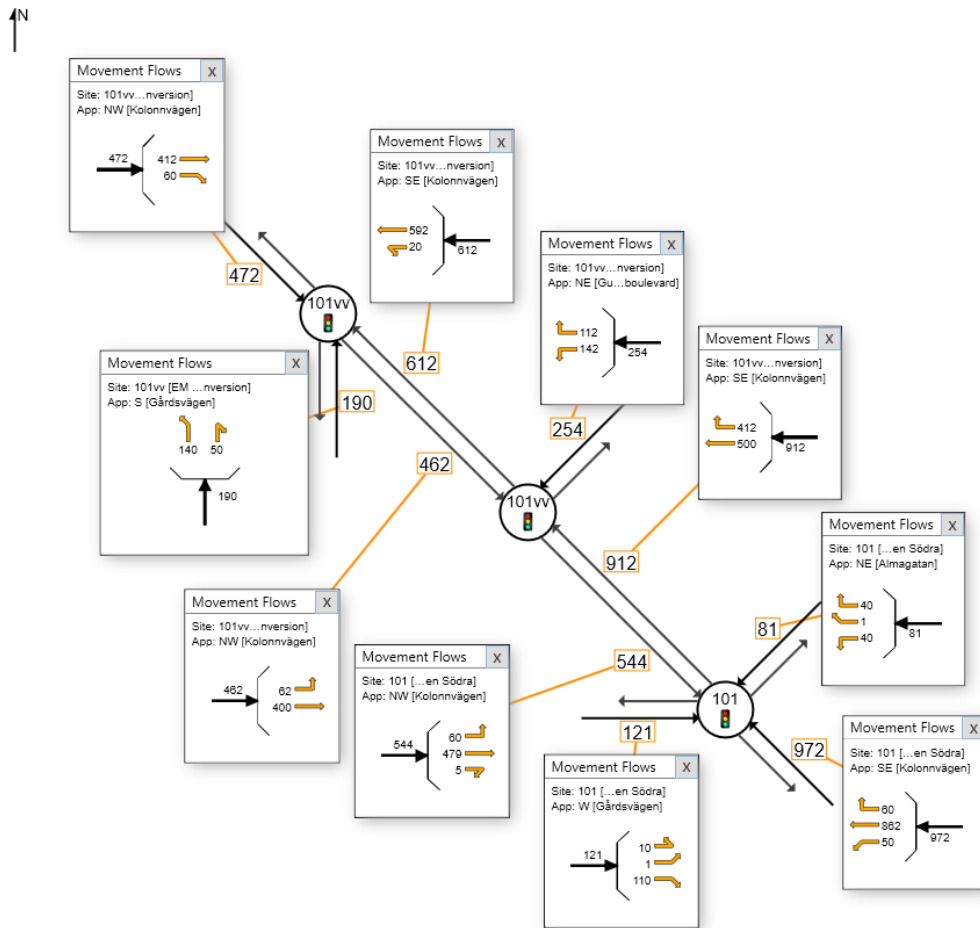 N
Movement Flows X
Site: 101vv...nversion]
App: NW [Kolonnvägen]
472
412
60
Movement Flows X
Site: 101vv...nversion]
App: SE [Kolonnvägen]
592
20
612
Movement Flows X
Site: 101vv...nversion]
App: NE [Gu...boulevard]
112
142
254
Movement Flows X
Site: 101vv...nversion]
App: SE [Kolonnvägen]
412
500
912
472
101vv
612
Movement Flows X
Site: 101vv [EM ...nversion]
App: S [Gårdsvägen]
140 50
190
190
254
462
101vv
912
Movement Flows X
Site: 101 [...en Södra]
App: NE [Almagatan]
40
1
40
81
Movement Flows X
Site: 101vv...nversion]
App: NW [Kolonnvägen]
462
62
400
Movement Flows X
Site: 101 [...en Södra]
App: NW [Kolonnvägen]
544
60
479
5
544
81
101
121
972
Movement Flows X
Site: 101 [...en Södra]
App: W [Gårdsvägen]
121
10
1
110
Movement Flows X
Site: 101 [...en Södra]
App: SE [Kolonnvägen]
60
862
50
972